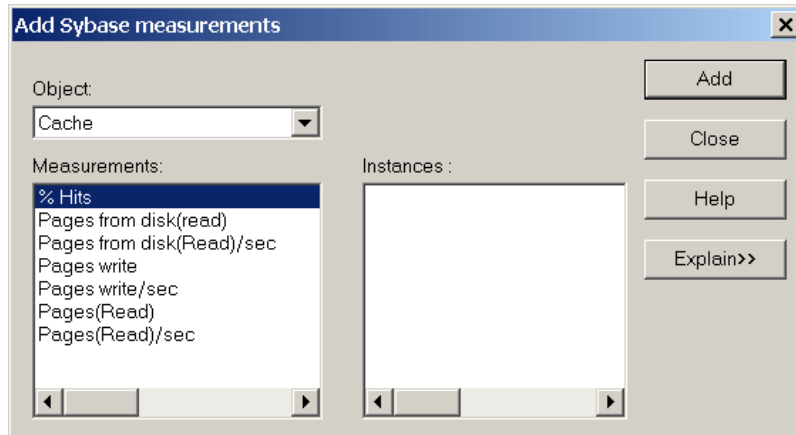 Add Sybase measurements
Object:
Cache
Measurements:
% Hits
Pages from disk(read)
Pages from disk(Read)/sec
Pages write
Pages write/sec
Pages(Read)
Pages(Read)/sec
Instances :
Add
Close
Help
Explain>>